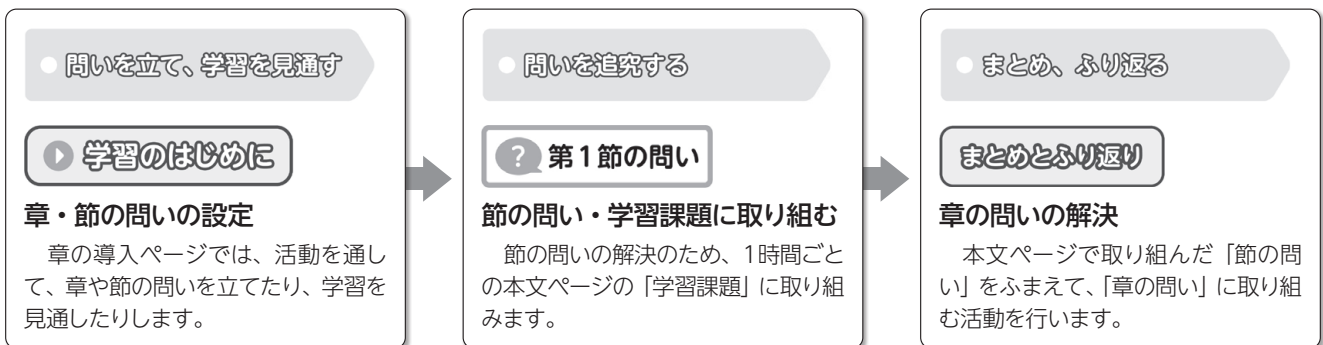 問いを立て、学習を見通す
学習のはじめに
章・節の問いの設定
章の導入ページでは、活動を通し
て、章や節の問いを立てたり、学習を
見通したりします。
問いを追究する
? 第1節の問い
節の問い・学習課題に取り組む
節の問いの解決のため、1時間ごと
の本文ページの「学習課題」に取り組
みます。
まとめ、ふり返る
まとめとふり返り
章の問いの解決
本文ページで取り組んだ「節の問
い」をふまえて、「章の問い」に取り組
む活動を行います。